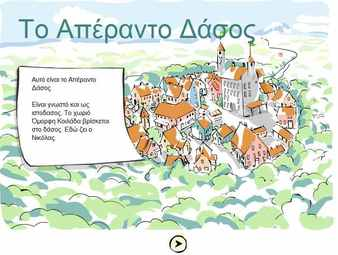 Το Απέραντο Δάσος
Αυτό είναι το Απέραντο
Δάσος.
Είναι γνωστό και ως
ιστοδάσος. Το χωριό
Όμορφη Κοιλάδα βρίσκεται
στο δάσος. Εδώ ζει ο
Νικόλας.